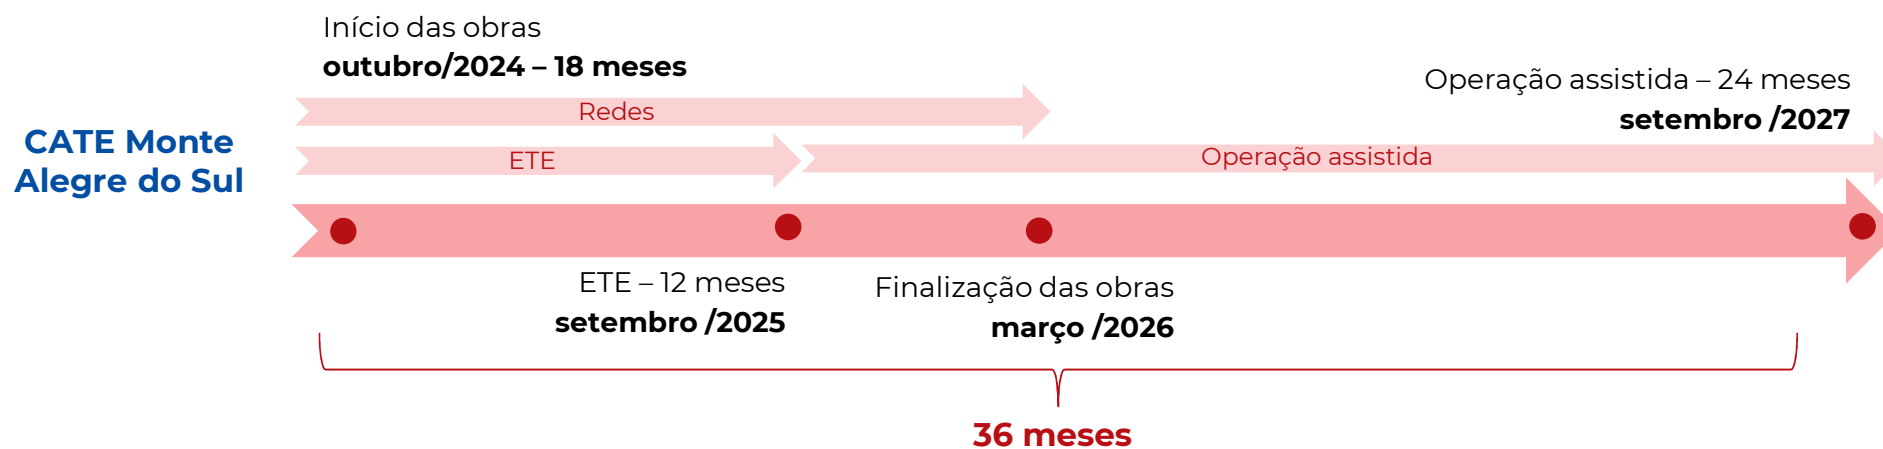 Início das obras
outubro/2024 – 18 meses
Operação assistida – 24 meses
setembro /2027
Redes
CATE Monte
Alegre do Sul
ETE
Operação assistida
ETE – 12 meses
setembro /2025
Finalização das obras
março /2026
36 meses